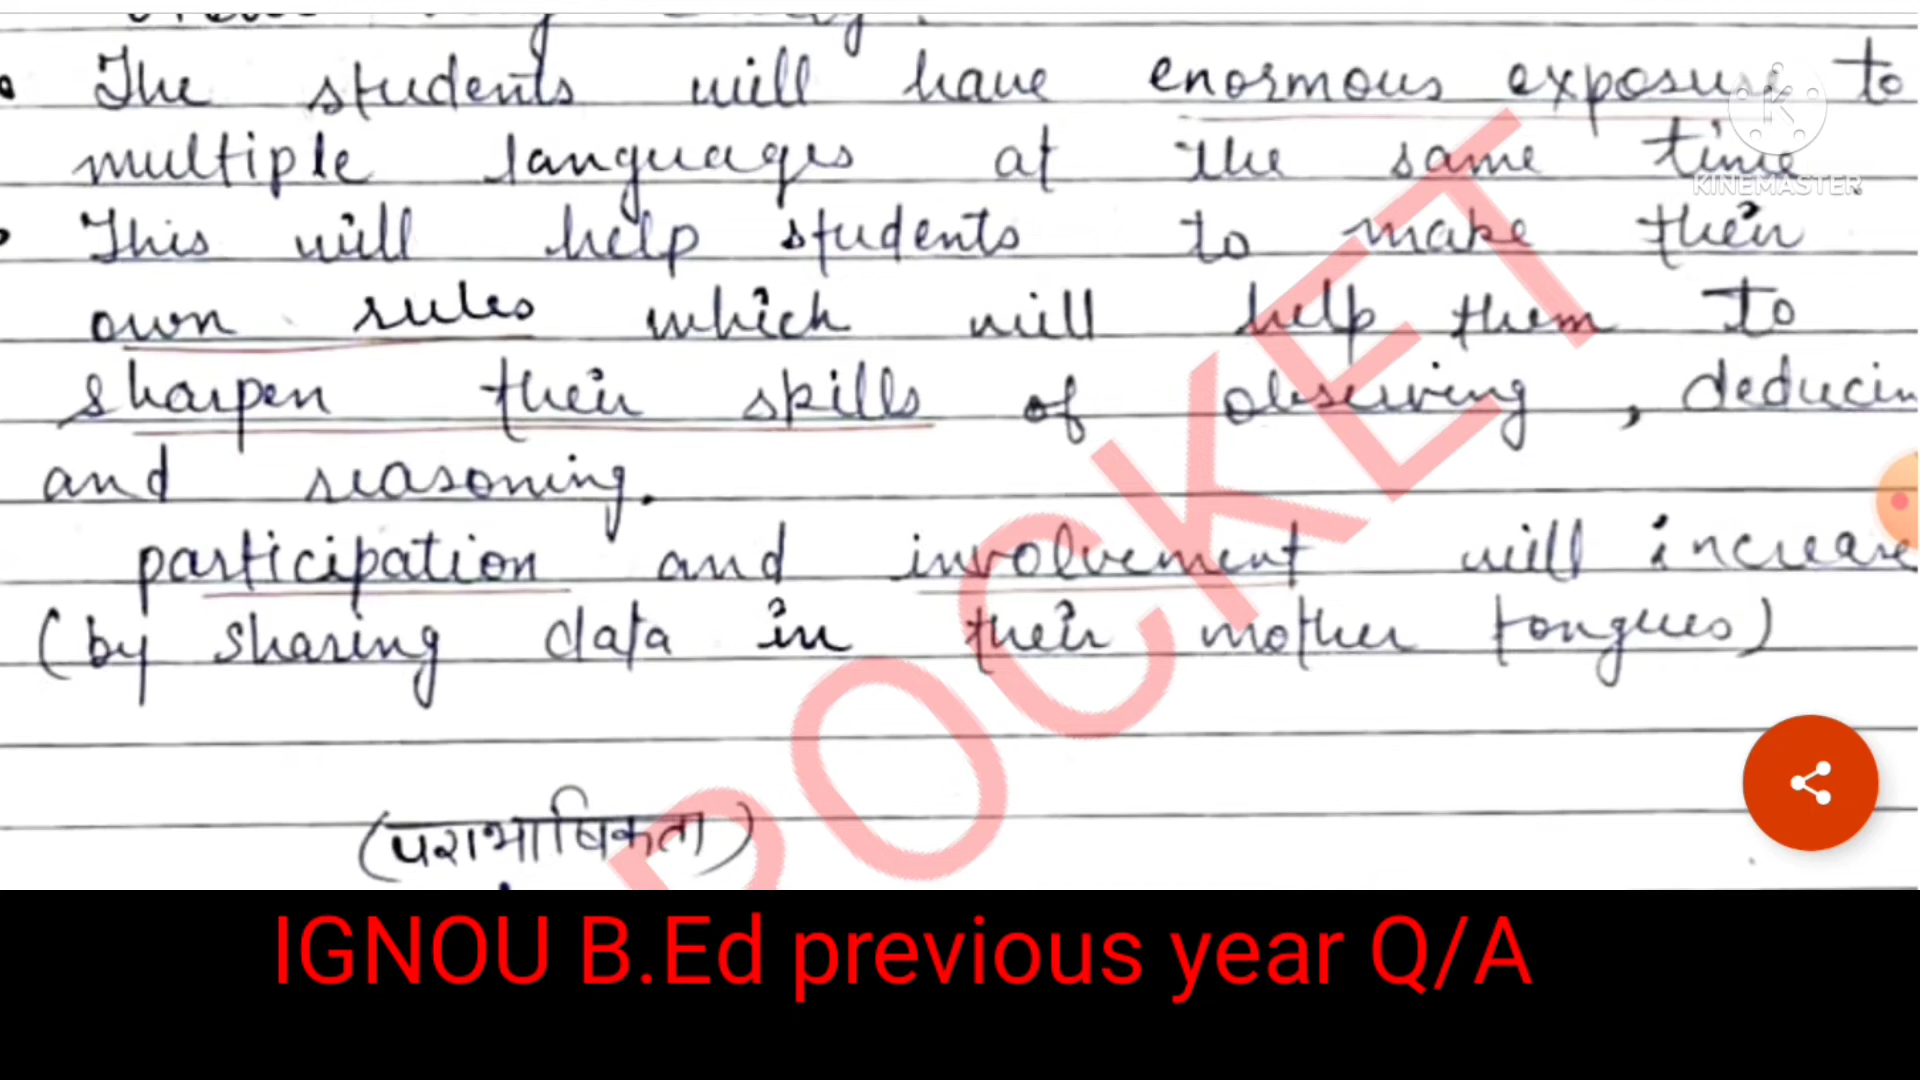 • The students will have enormous exposure to
multiple languages at the same time
KINEMASTER
• This will help students to make their
own rules which will help them to
sharpen their skills of observing, deducin
and reasoning.
participation and involvement will increase
(by sharing data in their mother tongues)
POCKET
(पराभाषिकता)
IGNOU B.Ed previous year Q/A